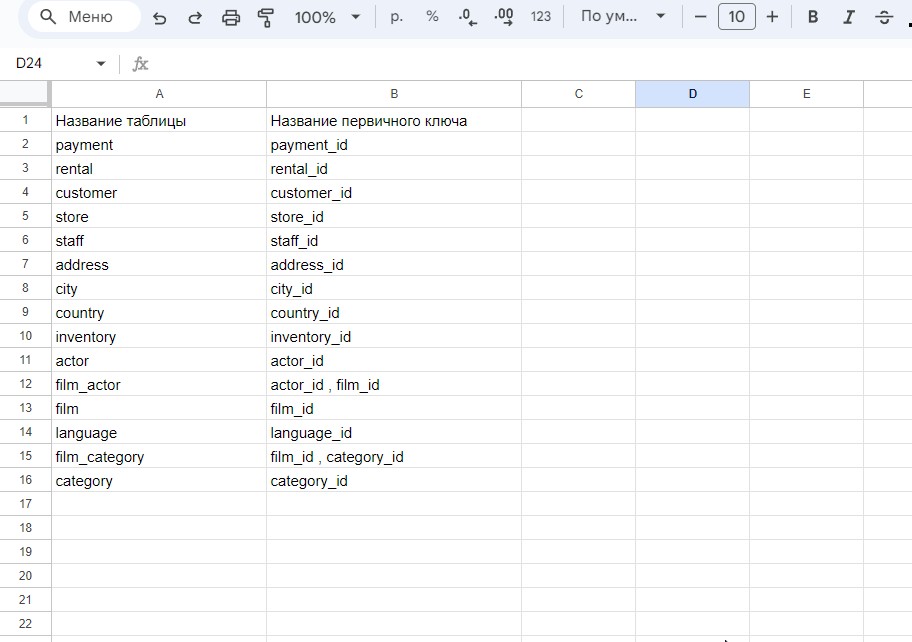 Меню 100% р. % .0 .00 123 По ум... 10 B I S
D24 fx
A B C D E
1 Название таблицы Название первичного ключа
2 payment payment_id
3 rental rental_id
4 customer customer_id
5 store store_id
6 staff staff_id
7 address address_id
8 city city_id
9 country country_id
10 inventory inventory_id
11 actor actor_id
12 film_actor actor_id , film_id
13 film film_id
14 language language_id
15 film_category film_id , category_id
16 category category_id
17
18
19
20
21
22